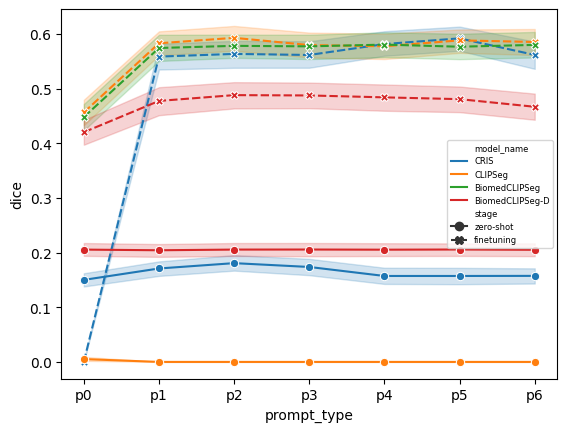 0.6
0.5
0.4
0.3
0.2
0.1
0.0
dice
p0 p1 p2 p3 p4 p5 p6
prompt_type
model_name
CRIS
CLIPSeg
BiomedCLIPSeg
BiomedCLIPSeg-D
stage
zero-shot
finetuning